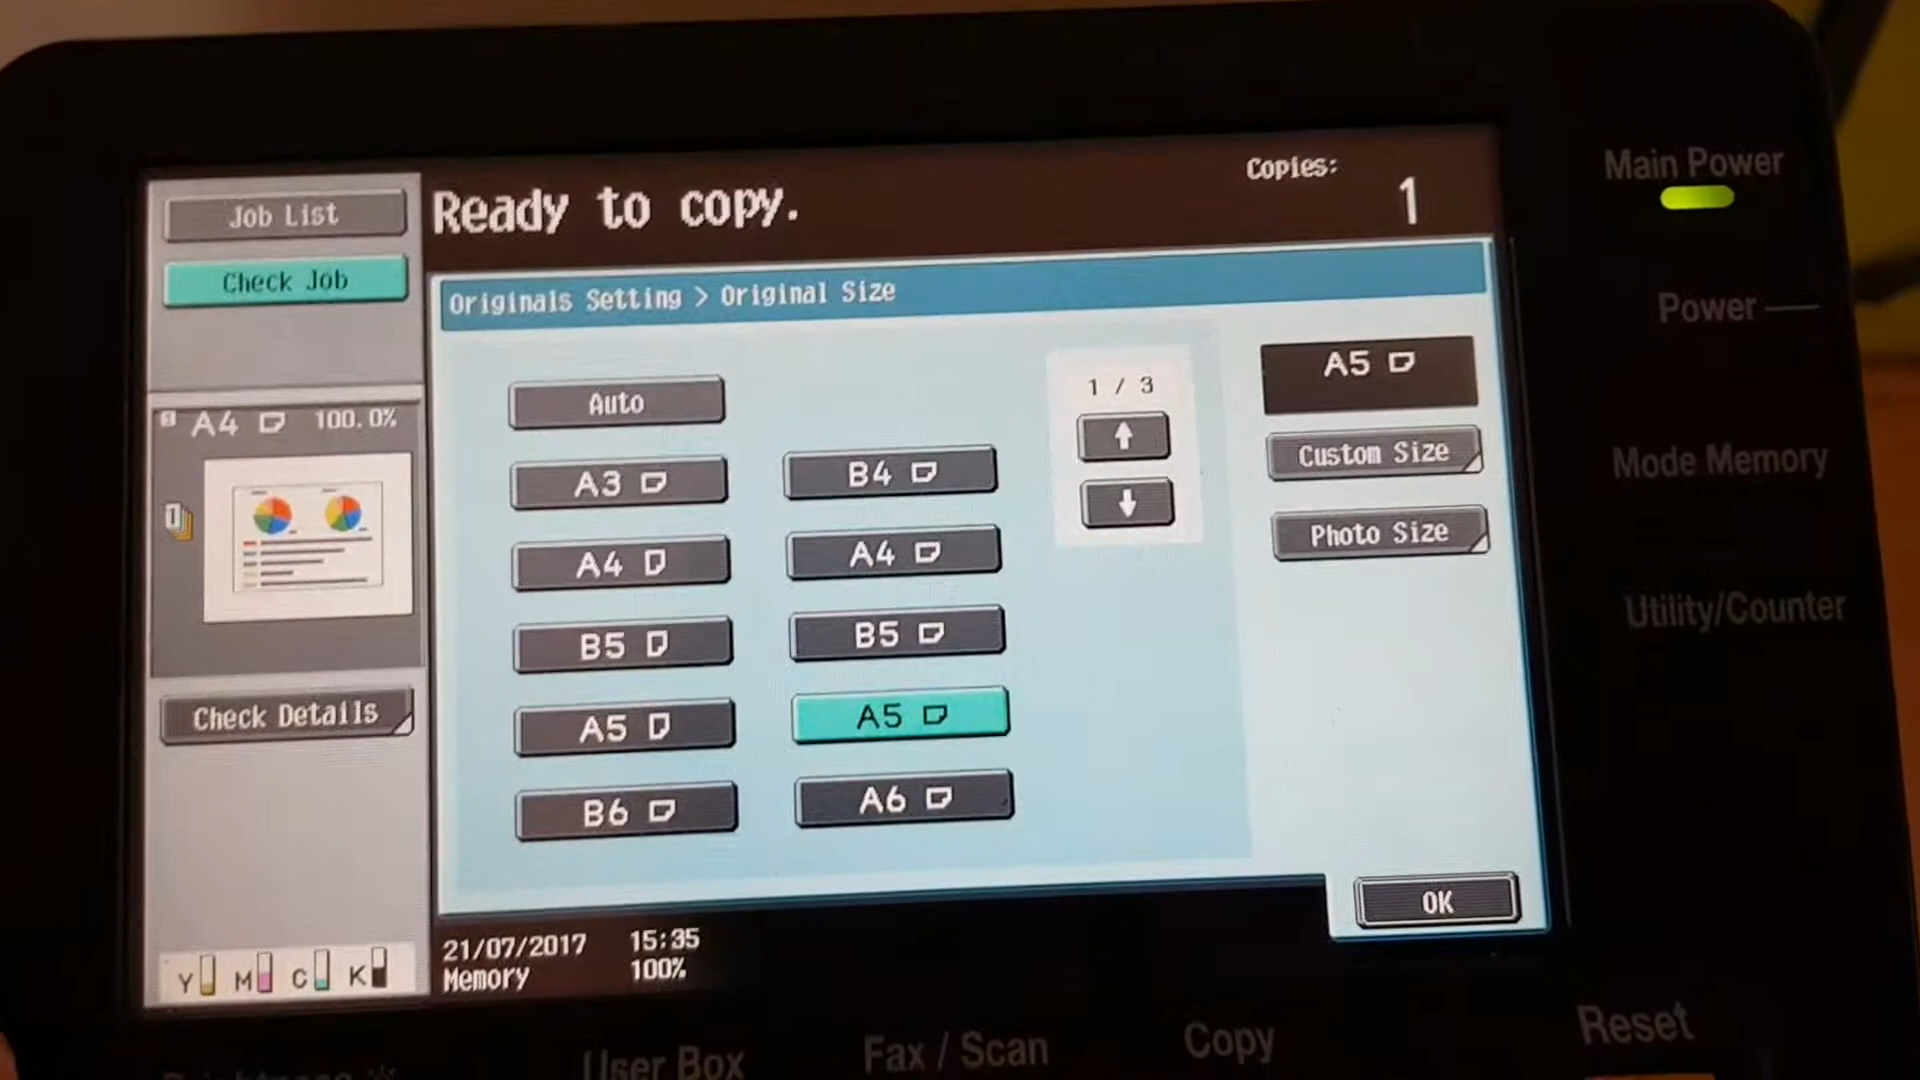 Main Power
Copies:
Job List
Ready to copy.
1
Check Job
Originals Setting > Original Size
Power
A4 100.0%
1 / 3
A5
Auto
Custom Size
A3
B4
Mode Memory
A4
A4
Photo Size
B5
B5
Utility/Counter
Check Details
A5
A5
B6
A6
OK
21/07/2017 15:35
Memory 100%
Y M C K
User Box
Fax / Scan
Copy
Reset